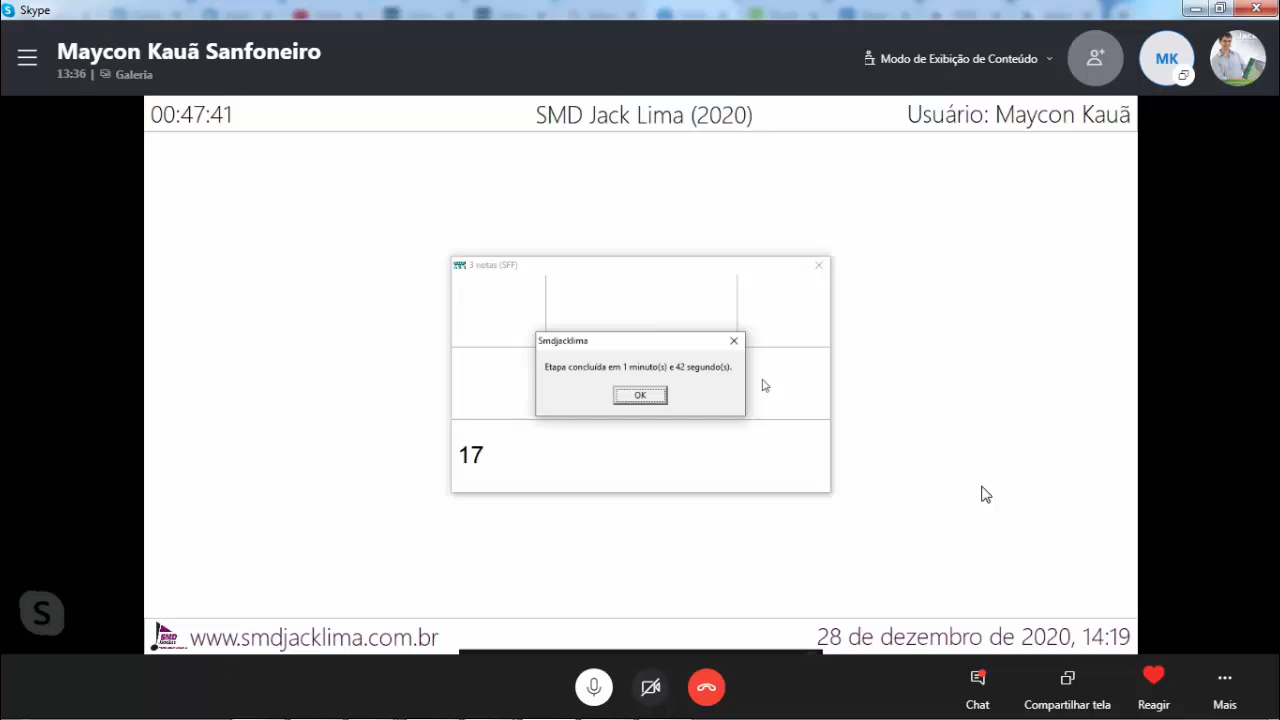 Skype
Maycon Kauã Sanfoneiro
13:36 | Galeria
Modo de Exibição de Conteúdo
MK
00:47:41
SMD Jack Lima (2020)
Usuário: Maycon Kauã
3 notas (SFF)
Smdjacklima
Etapa concluída em 1 minuto(s) e 42 segundo(s).
OK
17
S
SMD
www.smdjacklima.com.br
28 de dezembro de 2020, 14:19
Chat
Compartilhar tela
Reagir
Mais